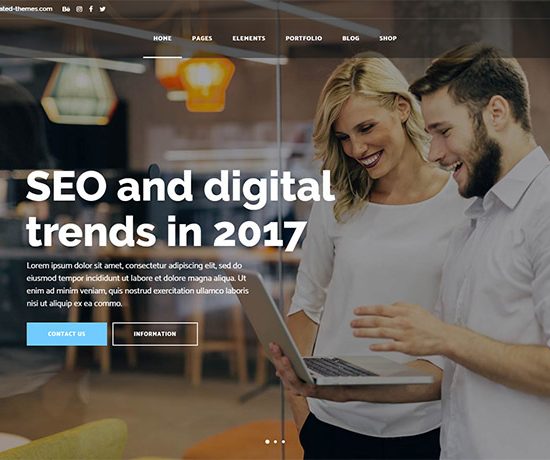 ated-themes.com
HOME PAGES ELEMENTS PORTFOLIO BLOG SHOP
SEO and digital
trends in 2017
Lorem ipsum dolor sit amet, consectetur adipiscing elit, sed do
eiusmod tempor incididunt ut labore et dolore magna aliqua. Ut
enim ad minim veniam, quis nostrud exercitation ullamco laboris
nisi ut aliquip ex ea commo.
CONTACT US INFORMATION